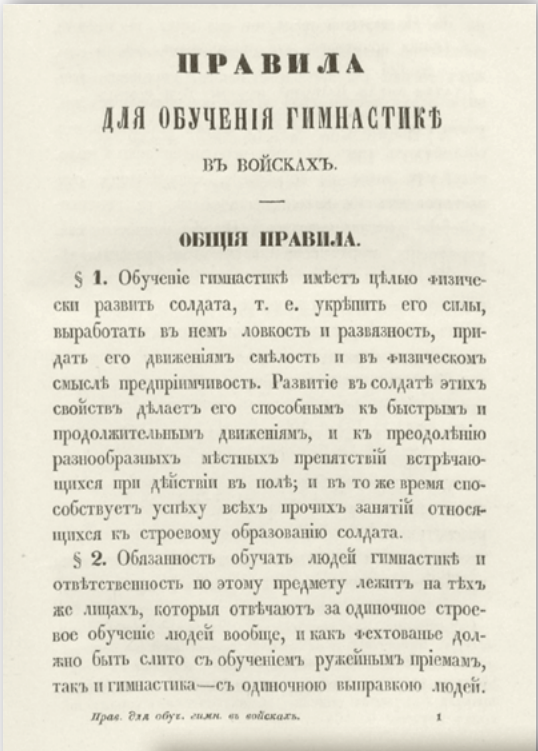 ПРАВИЛА
ДЛЯ ОБУЧЕНІЯ ГИМНАСТИКѢ
ВЪ ВОЙСКАХЪ.
ОБЩІЯ ПРАВИЛА.
§ 1. Обученіе гимнастикѣ имѣетъ цѣлью физиче-
ски развить солдата, т. е. укрѣпить его силы,
выработать въ немъ ловкость и развязность, при-
дать его движеніямъ смѣлость и въ физическомъ
смыслѣ предпріимчивость. Развитіе въ солдатѣ этихъ
свойствъ дѣлаетъ его способнымъ къ быстрымъ и
продолжительнымъ движеніямъ, и къ преодолѣнію
разнообразныхъ мѣстныхъ препятствій встрѣчаю-
щихся при дѣйствіи въ полѣ; и въ то же время спо-
собствуетъ успѣху всѣхъ прочихъ занятій относя-
щихся къ строевому образованію солдата.
§ 2. Обязанность обучать людей гимнастикѣ и
отвѣтственность по этому предмету лежитъ на тѣхъ
же лицахъ, которыя отвѣчаютъ за одиночное строе-
вое обученіе людей вообще, и какъ фехтованье дол-
жно быть слито съ обученіемъ ружейнымъ пріемамъ,
такъ и гимнастика—съ одиночною выправкою людей.
Прав. для обуч. гимн. въ войскахъ. 1